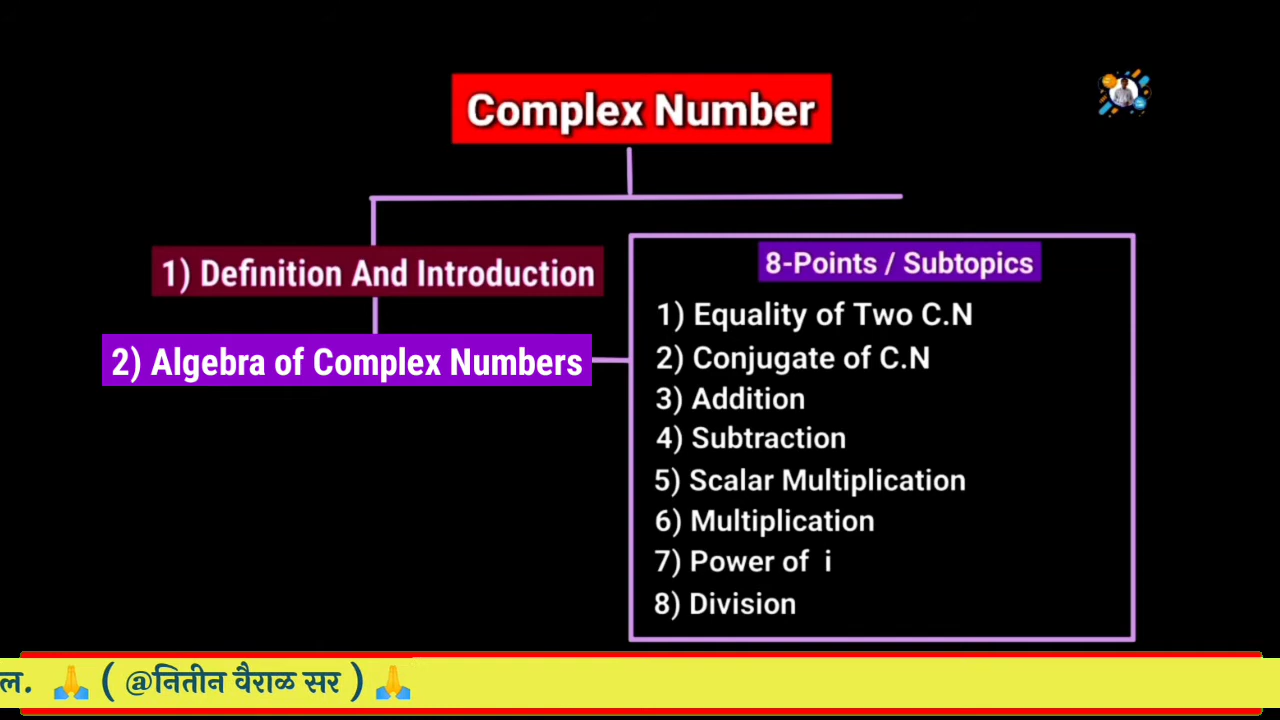 Complex Number
1) Definition And Introduction
2) Algebra of Complex Numbers
8-Points / Subtopics
1) Equality of Two C.N
2) Conjugate of C.N
3) Addition
4) Subtraction
5) Scalar Multiplication
6) Multiplication
7) Power of i
8) Division
ल. 🙏 ( @नितीन वैराळ सर ) 🙏